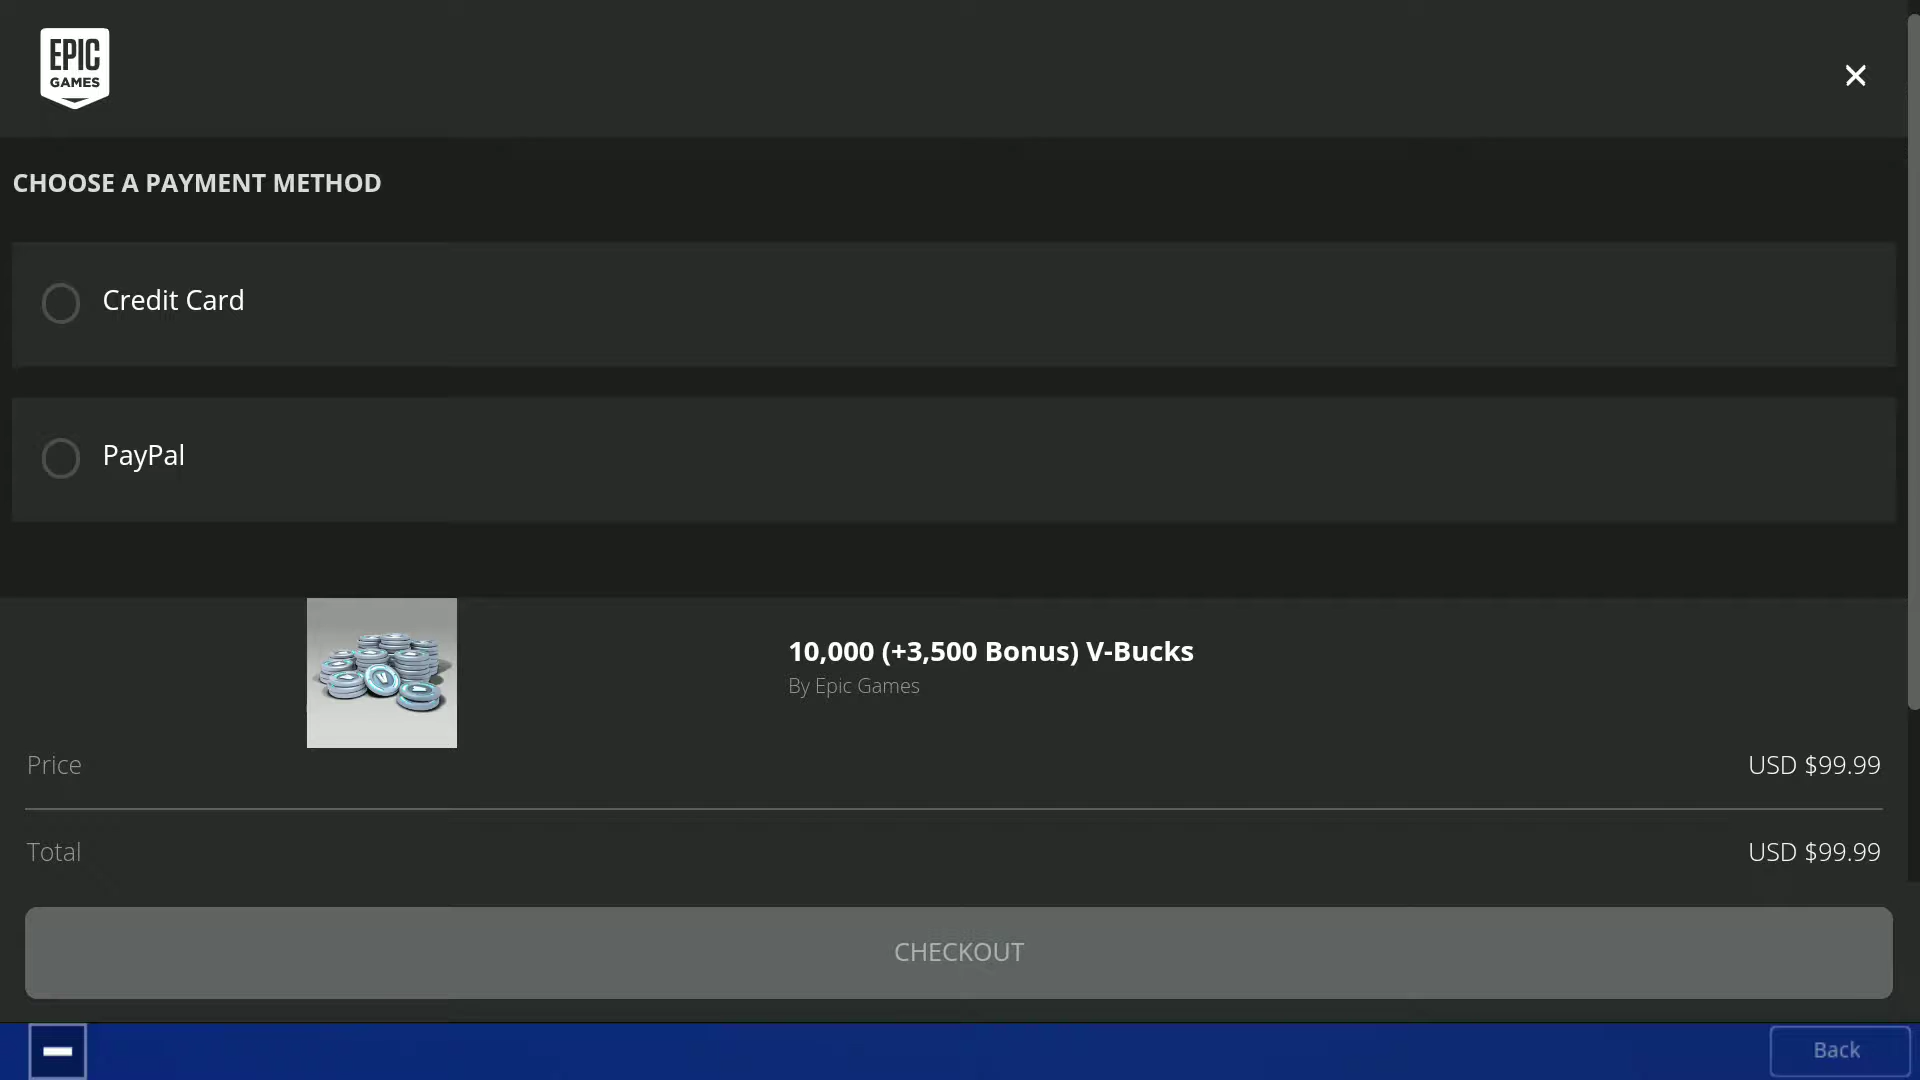 EPIC
GAMES
CHOOSE A PAYMENT METHOD
Credit Card
PayPal
10,000 (+3,500 Bonus) V-Bucks
By Epic Games
Price
USD $99.99
Total
USD $99.99
CHECKOUT
Back